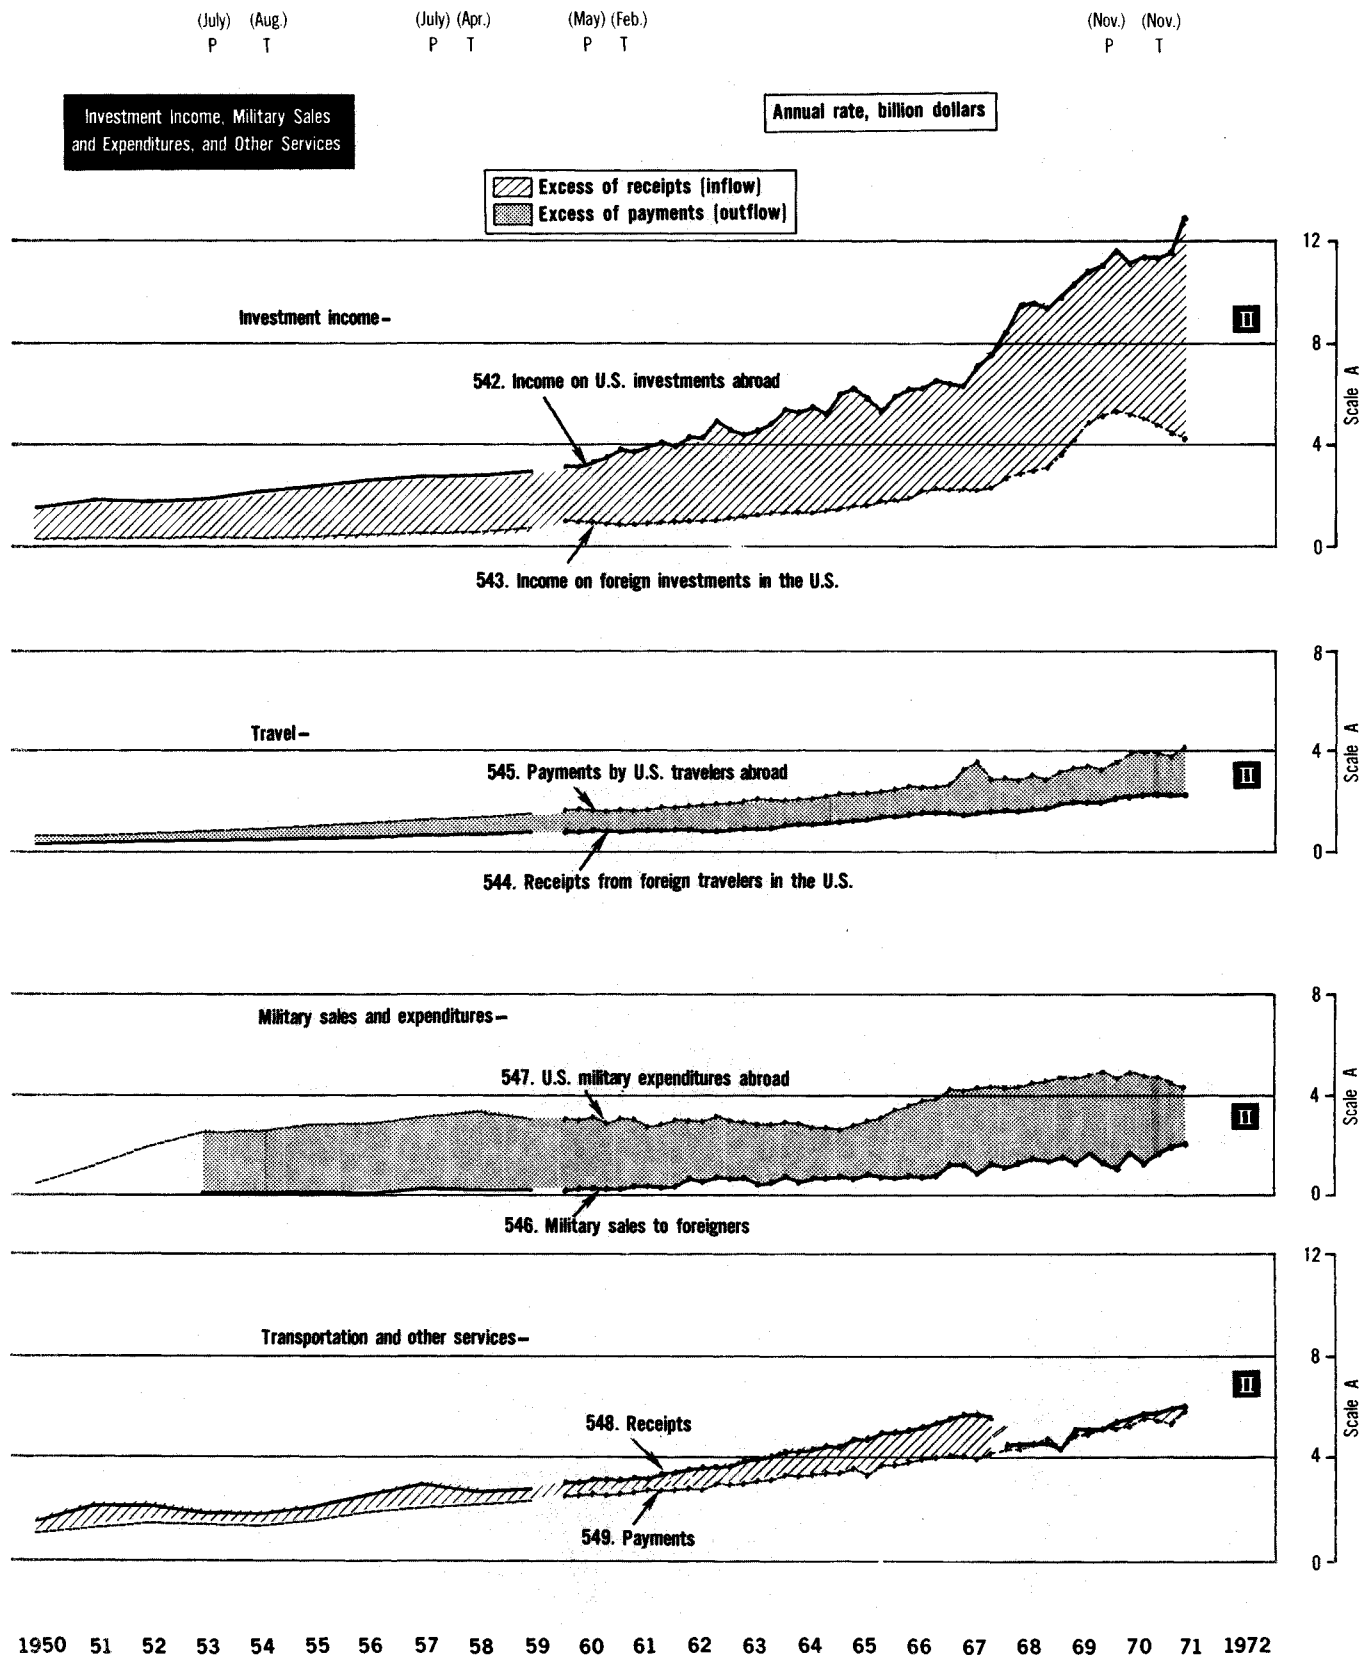 (July) (Aug.) (July) (Apr.) (May) (Feb.) (Nov.) (Nov.)
P T P T P T P T
Investment Income, Military Sales
and Expenditures, and Other Services
Annual rate, billion dollars
Excess of receipts (inflow)
Excess of payments (outflow)
12
Investment income–
II
8
542. Income on U.S. investments abroad
Scale A
4
0
543. Income on foreign investments in the U.S.
8
Travel–
4
545. Payments by U.S. travelers abroad
II
Scale A
0
544. Receipts from foreign travelers in the U.S.
8
Military sales and expenditures–
547. U.S. military expenditures abroad
4
II
Scale A
0
546. Military sales to foreigners
12
Transportation and other services–
8
II
548. Receipts
Scale A
4
549. Payments
0
1950 51 52 53 54 55 56 57 58 59 60 61 62 63 64 65 66 67 68 69 70 71 1972